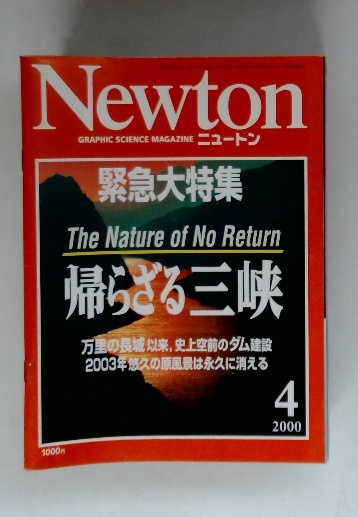 Newton
GRAPHIC SCIENCE MAGAZINE ニュートン
緊急大特集
The Nature of No Return
帰らざる三峡
万里の長城以来,史上空前のダム建設
2003年悠久の原風景は永久に消える
4
2000
1000円